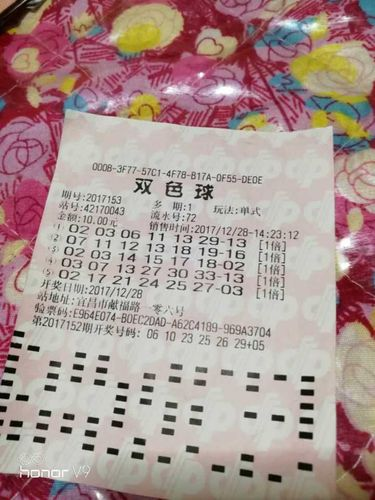 000B-3F77-57C1-4F78-B17A-0F55-DE0E
双色球
期号:2017153 多 期:1 玩法:单式
站号:42170043 流水号:72
金额:10.00元 销售时间:2017/12/28-14:23:12
(1) 02 03 06 11 13 29-13 [1倍]
(2) 07 11 12 13 18 19-16 [1倍]
(3) 02 03 14 15 17 18-02 [1倍]
(4) 03 07 13 27 30 33-13 [1倍]
(5) 02 17 21 24 25 27-03 [1倍]
开奖日期:2017/12/28
站址:宜昌市献福路一零六号
验票码:E964E074-B0EC2DAD-A62C4189-969A3704
第2017152期开奖号码: 06 10 23 25 26 29+05
honor V9